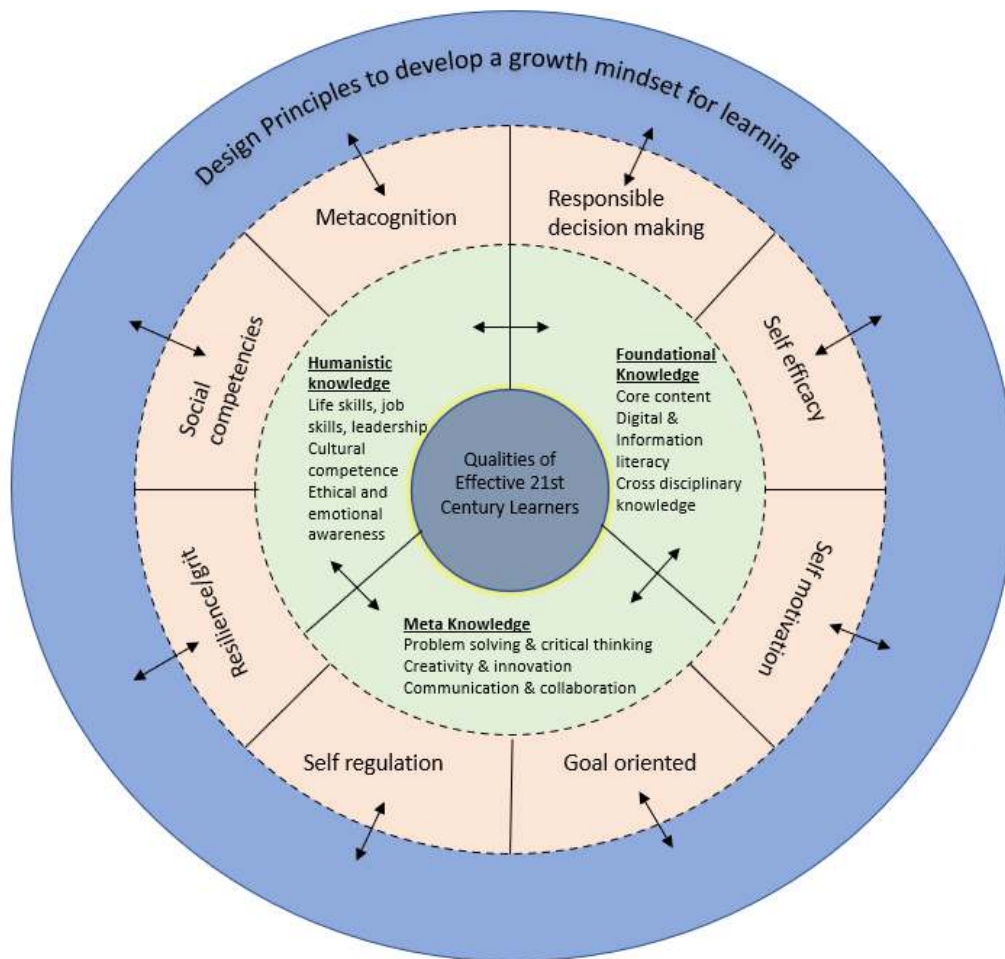 Design Principles to develop a growth mindset for learning
Metacognition
Responsible
decision making
Social
competencies
Self efficacy
Humanistic
knowledge
Life skills, job
skills, leadership
Cultural
competence
Ethical and
emotional
awareness
Foundational
Knowledge
Core content
Digital &
Information
literacy
Cross disciplinary
knowledge
Qualities of
Effective 21st
Century Learners
Resilience/grit
Self motivation
Meta Knowledge
Problem solving & critical thinking
Creativity & innovation
Communication & collaboration
Self regulation
Goal oriented